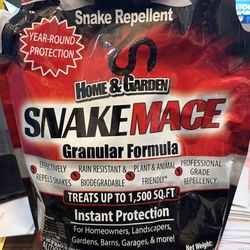 Snake Repellent
YEAR-ROUND
PROTECTION
HOME & GARDEN
SNAKEMACE
Granular Formula
EFFECTIVELY
REPELS SNAKES
RAIN RESISTANT &
BIODEGRADABLE
PLANT & ANIMAL
FRIENDLY*
PROFESSIONAL
GRADE
REPELLENCY
TREATS UP TO 1,500 SQ.FT
Instant Protection
For Homeowners, Landscapers,
Gardens, Barns, Garages, & more!
Net Weight: